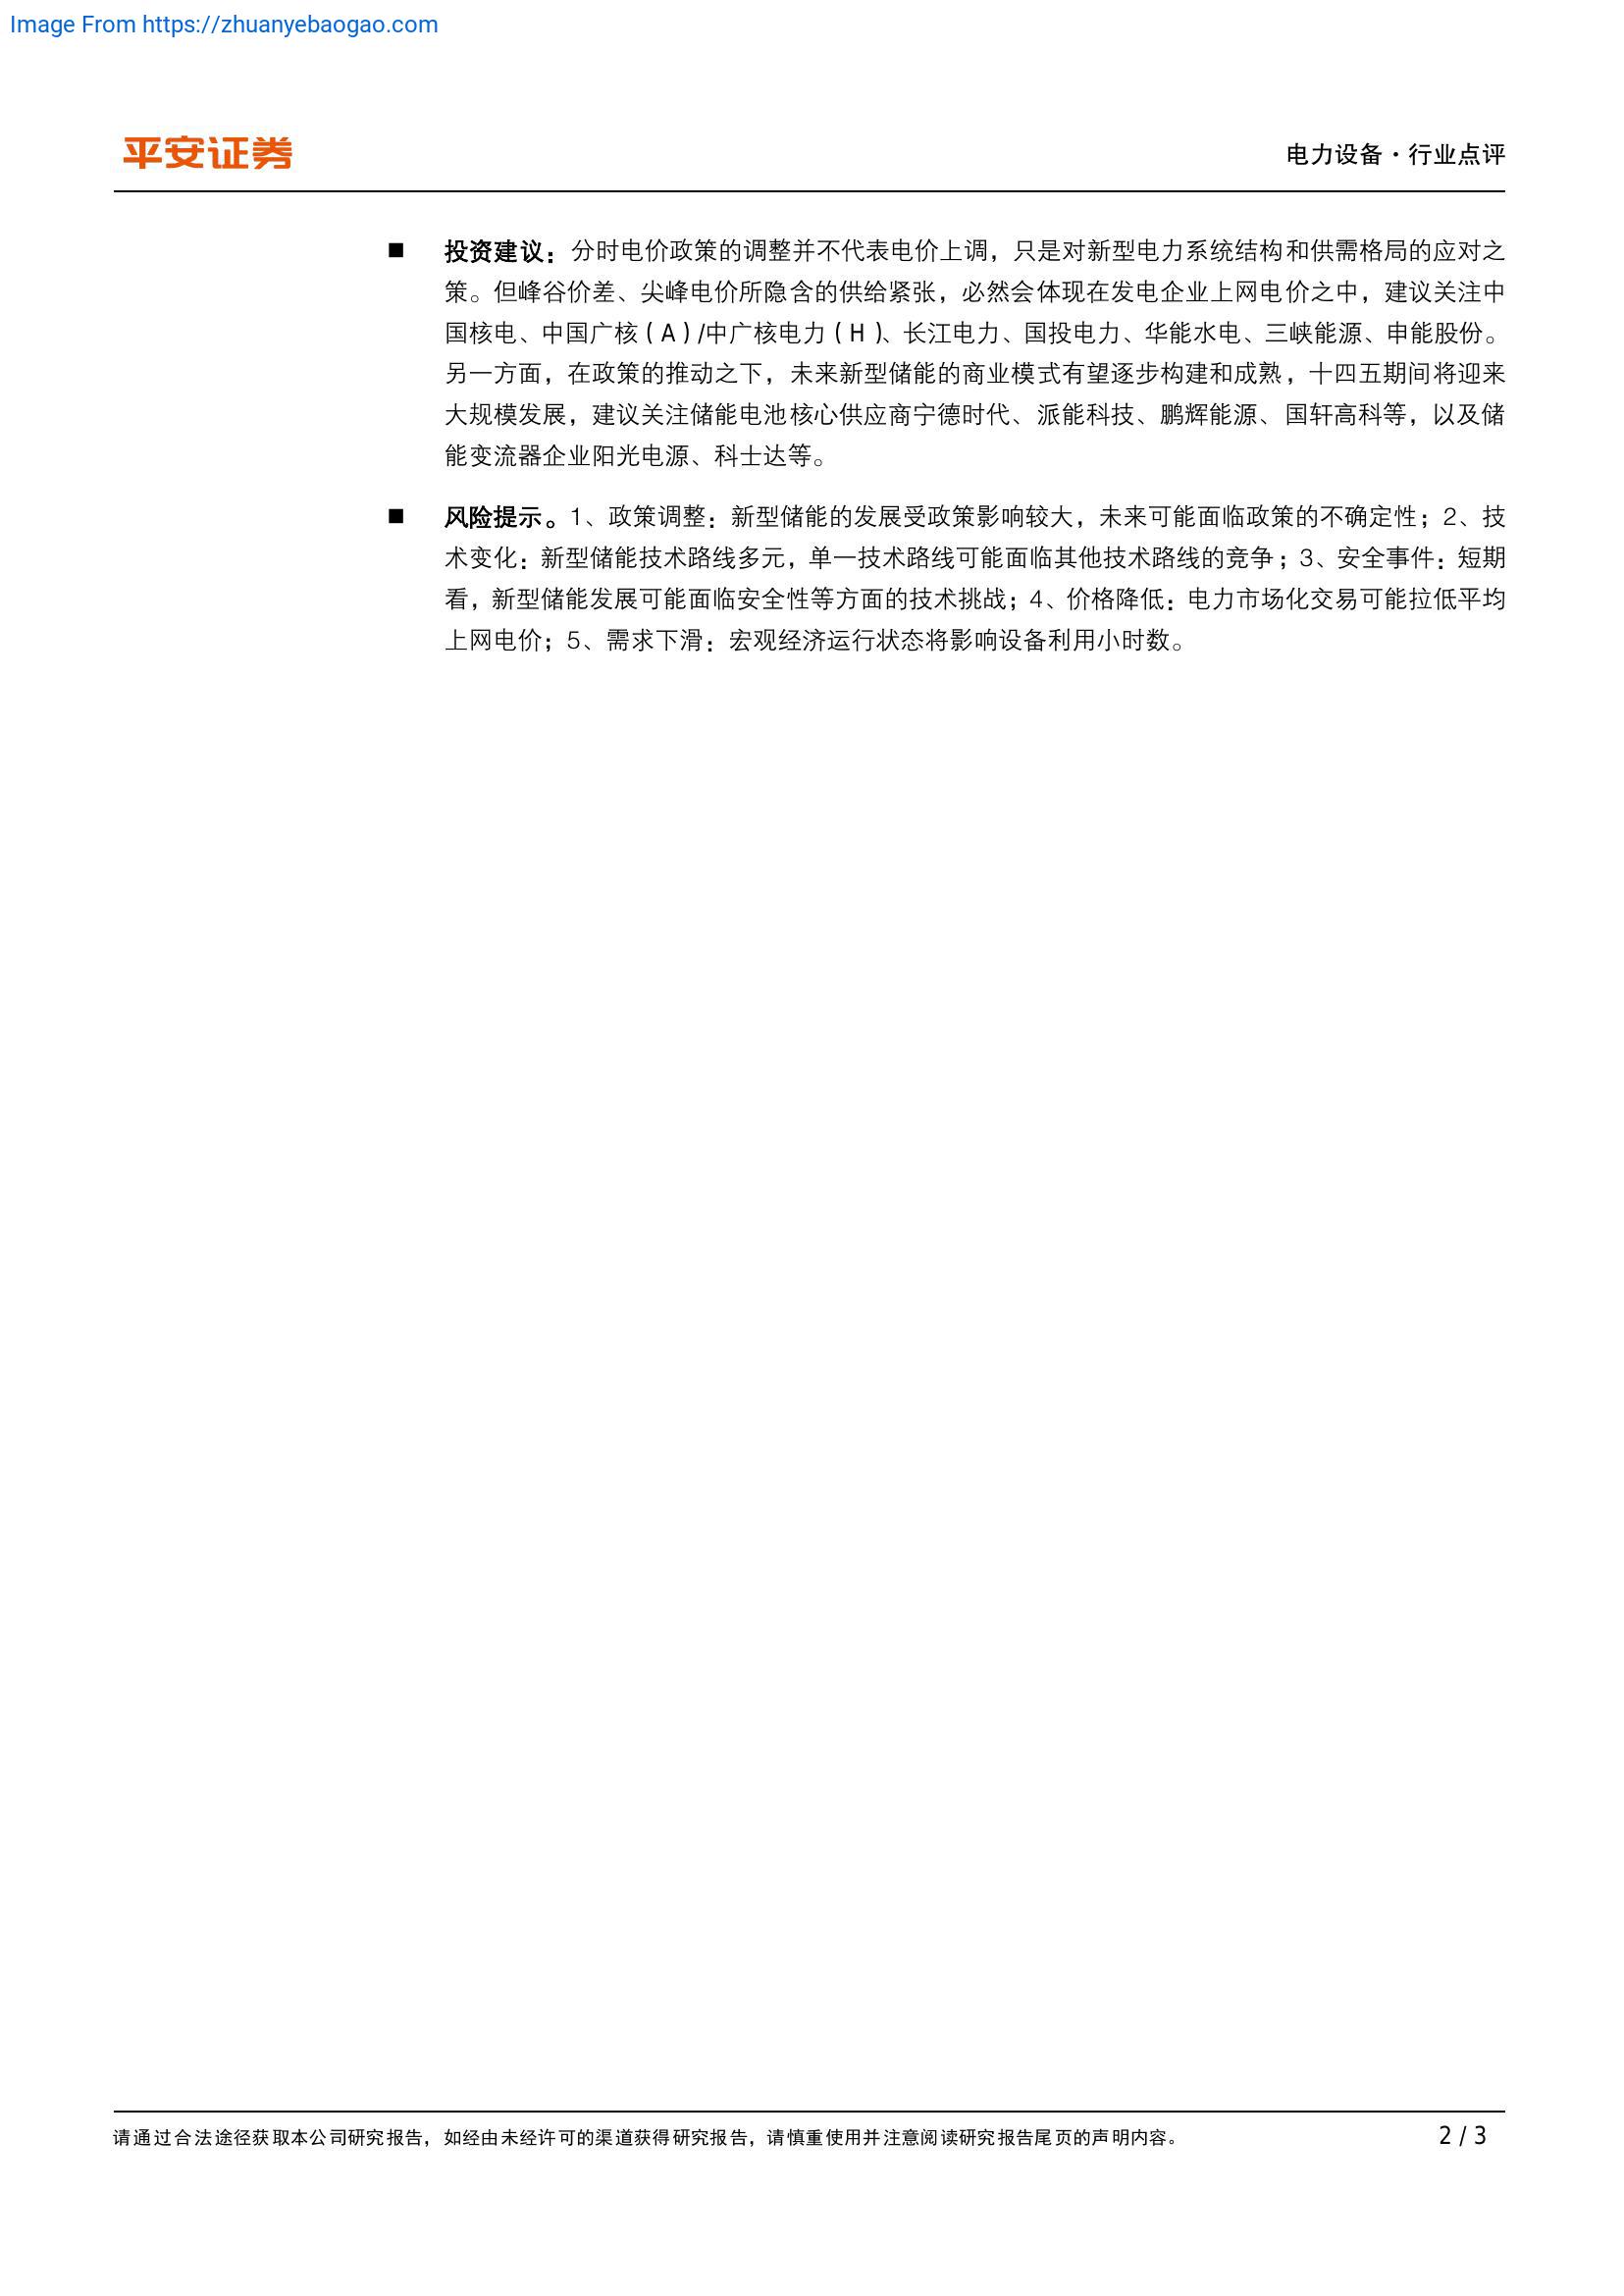 Image From https://zhuanyebaogao.com
平安证券
电力设备·行业点评
■ 投资建议：分时电价政策的调整并不代表电价上调，只是对新型电力系统结构和供需格局的应对之
策。但峰谷价差、尖峰电价所隐含的供给紧张，必然会体现在发电企业上网电价之中，建议关注中
国核电、中国广核（A）/中广核电力（H）、长江电力、国投电力、华能水电、三峡能源、申能股份。
另一方面，在政策的推动之下，未来新型储能的商业模式有望逐步构建和成熟，十四五期间将迎来
大规模发展，建议关注储能电池核心供应商宁德时代、派能科技、鹏辉能源、国轩高科等，以及储
能变流器企业阳光电源、科士达等。
■ 风险提示。1、政策调整：新型储能的发展受政策影响较大，未来可能面临政策的不确定性；2、技
术变化：新型储能技术路线多元，单一技术路线可能面临其他技术路线的竞争；3、安全事件：短期
看，新型储能发展可能面临安全性等方面的技术挑战；4、价格降低：电力市场化交易可能拉低平均
上网电价；5、需求下滑：宏观经济运行状态将影响设备利用小时数。
请通过合法途径获取本公司研究报告，如经由未经许可的渠道获得研究报告，请慎重使用并注意阅读研究报告尾页的声明内容。
2 / 3